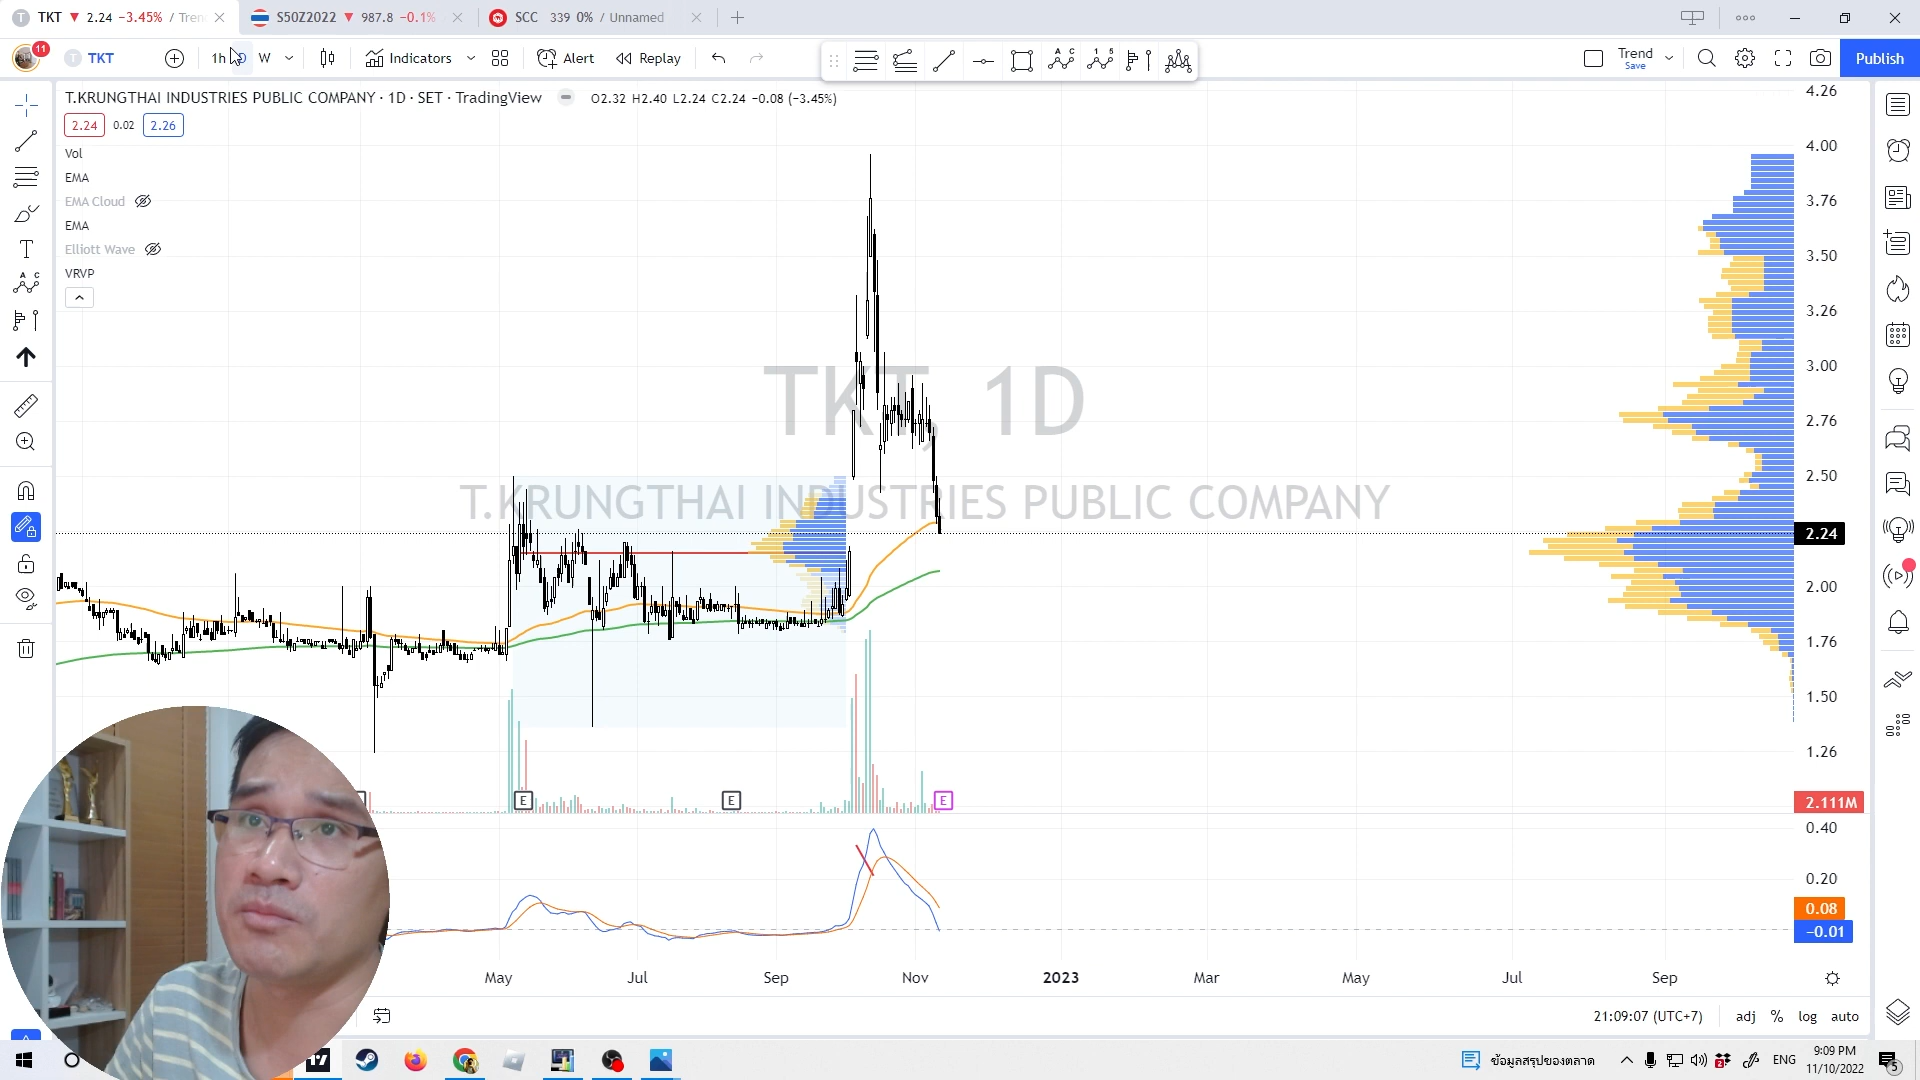 TKT ▼ 2.24 −3.45% / Tren
S50Z2022 ▼ 987.8 −0.1%
SCC 339 0% / Unnamed
11
T TKT
1h D W
Indicators
Alert
Replay
Trend
Save
Publish
T.KRUNGTHAI INDUSTRIES PUBLIC COMPANY · 1D · SET · TradingView
O2.32 H2.40 L2.24 C2.24 −0.08 (−3.45%)
2.24 0.02 2.26
Vol
EMA
EMA Cloud
EMA
Elliott Wave
VRVP
TKT, 1D
T.KRUNGTHAI INDUSTRIES PUBLIC COMPANY
4.26
4.00
3.76
3.50
3.26
3.00
2.76
2.50
2.24
2.00
1.76
1.50
1.26
2.111M
0.40
0.20
0.08
−0.01
E
E
E
May Jul Sep Nov 2023 Mar May Jul Sep
21:09:07 (UTC+7)
adj % log auto
ข้อมูลสรุปของตลาด
ENG
9:09 PM
11/10/2022
5